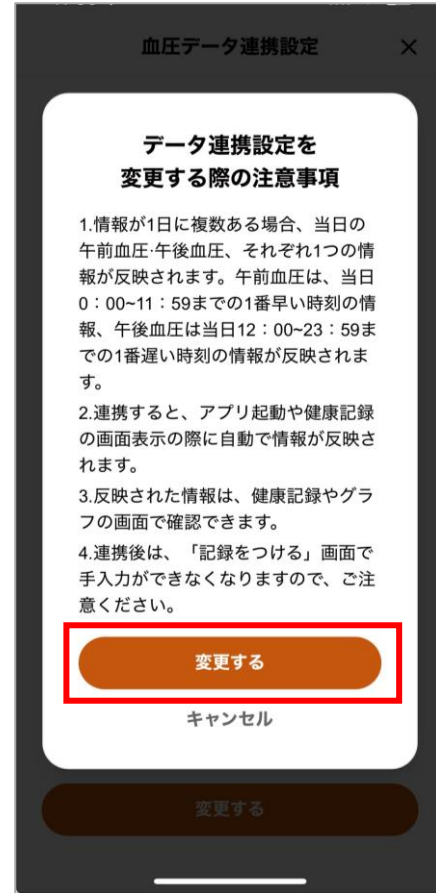 血圧データ連携設定 ×
データ連携設定を
変更する際の注意事項
1.情報が1日に複数ある場合、当日の
午前血圧·午後血圧、それぞれ1つの情
報が反映されます。午前血圧は、当日
0：00~11：59までの1番早い時刻の情
報、午後血圧は当日12：00~23：59ま
での1番遅い時刻の情報が反映されま
す。
2.連携すると、アプリ起動や健康記録
の画面表示の際に自動で情報が反映さ
れます。
3.反映された情報は、健康記録やグラ
フの画面で確認できます。
4.連携後は、「記録をつける」画面で
手入力ができなくなりますので、ご注
意ください。
変更する
キャンセル
変更する